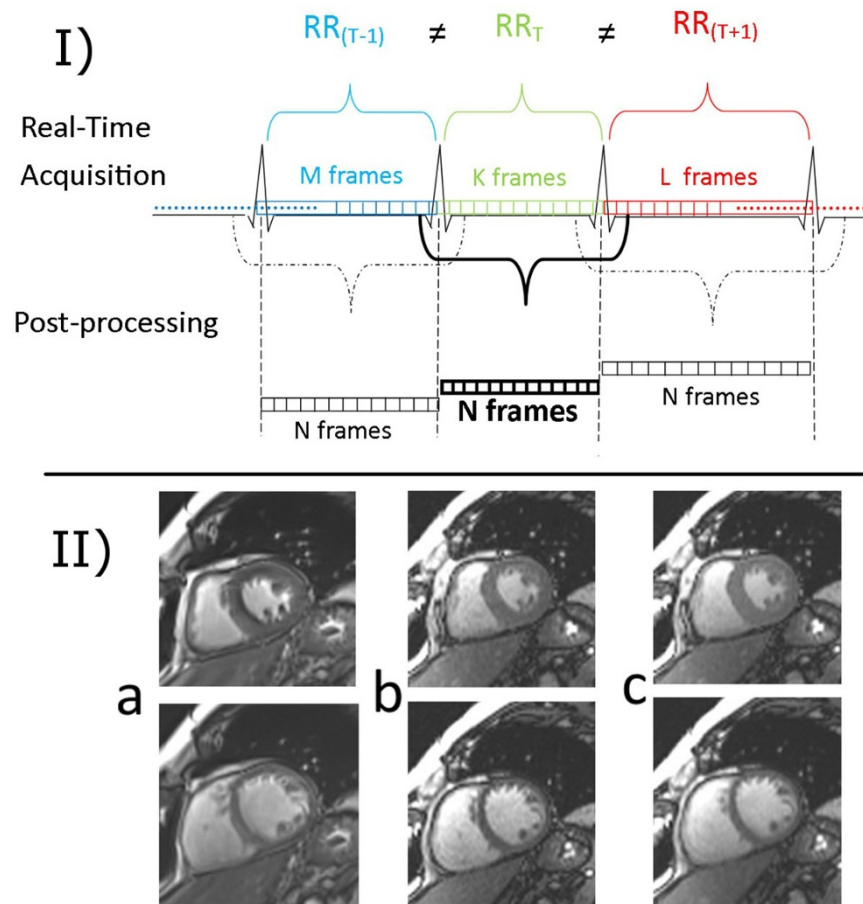 I)
RR(T-1) ≠ RRT ≠ RR(T+1)
Real-Time
Acquisition
M frames K frames L frames
Post-processing
N frames N frames N frames
II)
a b c